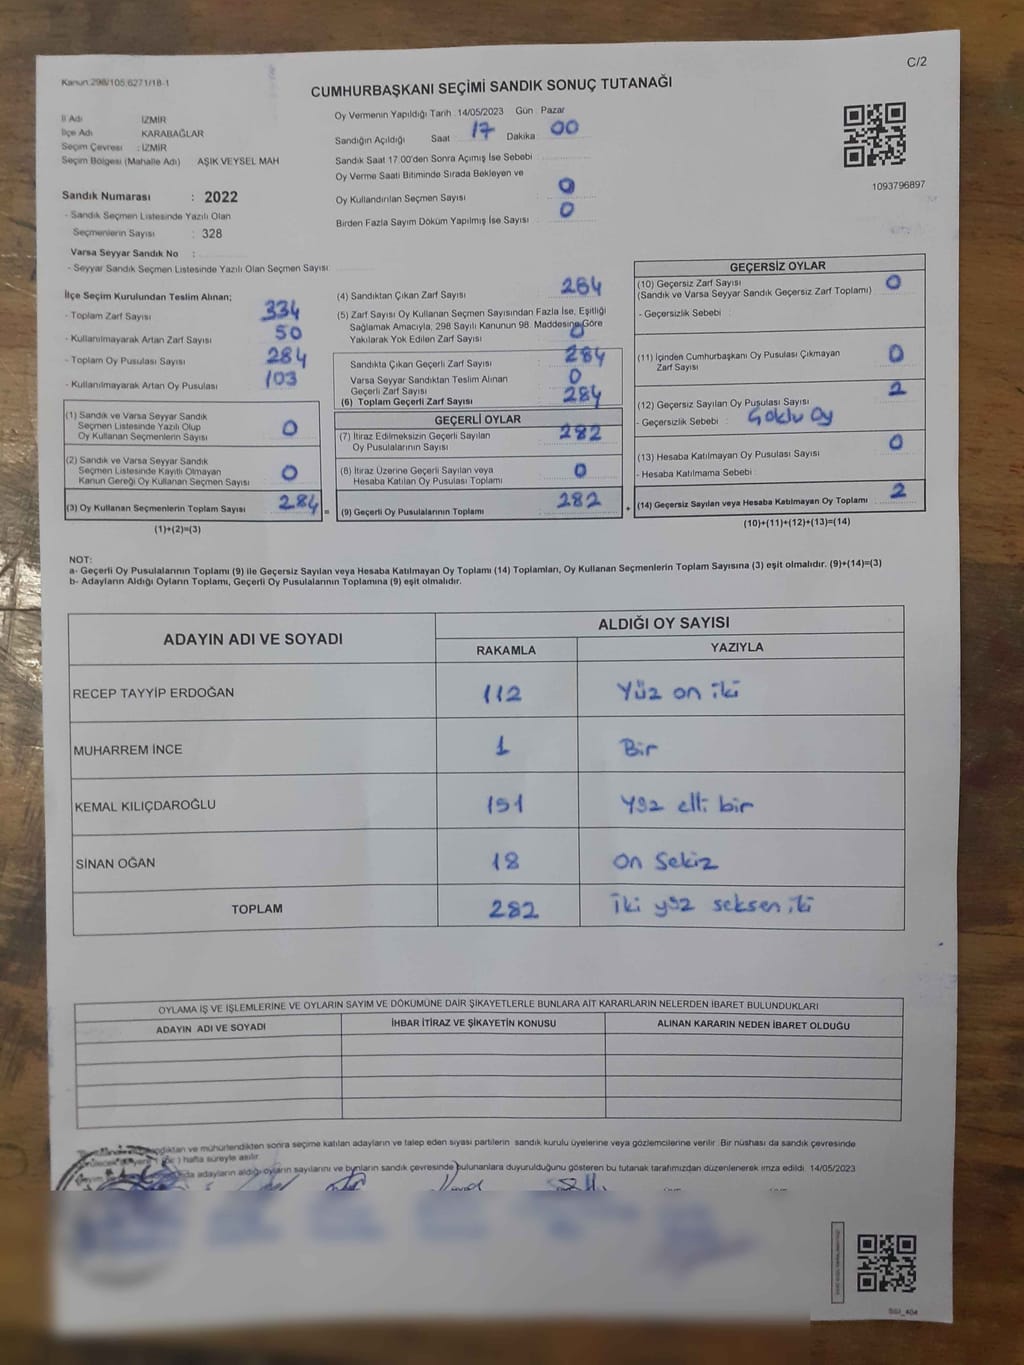 C/2
Kanun 298/105,6271/18-1
CUMHURBAŞKANI SEÇİMİ SANDIK SONUÇ TUTANAĞI
İl Adı İZMİR
İlçe Adı KARABAĞLAR
Seçim Çevresi : İZMİR
Seçim Bölgesi (Mahalle Adı) AŞIK VEYSEL MAH
Sandık Numarası : 2022
- Sandık Seçmen Listesinde Yazılı Olan
Seçmenlerin Sayısı : 328
Varsa Seyyar Sandık No :
- Seyyar Sandık Seçmen Listesinde Yazılı Olan Seçmen Sayısı:
Oy Vermenin Yapıldığı Tarih 14/05/2023 Gün Pazar
Sandığın Açıldığı Saat 17 Dakika 00
Sandık Saat 17:00'den Sonra Açımış İse Sebebi
Oy Verme Saati Bitiminde Sırada Bekleyen ve
Oy Kullandırılan Seçmen Sayısı 0
Birden Fazla Sayım Döküm Yapılmış İse Sayısı 0
1093796897
İlçe Seçim Kurulundan Teslim Alınan;
- Toplam Zarf Sayısı 334
- Kullanılmayarak Artan Zarf Sayısı 50
- Toplam Oy Pusulası Sayısı 284
- Kullanılmayarak Artan Oy Pusulası 103
(1) Sandık ve Varsa Seyyar Sandık
Seçmen Listesinde Yazılı Olup
Oy Kullanan Seçmenlerin Sayısı 0
(2) Sandık ve Varsa Seyyar Sandık
Seçmen Listesinde Kayıtlı Olmayan
Kanun Gereği Oy Kullanan Seçmen Sayısı 0
(3) Oy Kullanan Seçmenlerin Toplam Sayısı 284 =
(1)+(2)=(3)
(4) Sandıktan Çıkan Zarf Sayısı 284
(5) Zarf Sayısı Oy Kullanan Seçmen Sayısından Fazla İse, Eşitliği
Sağlamak Amacıyla, 298 Sayılı Kanunun 98. Maddesine Göre
Yakılarak Yok Edilen Zarf Sayısı 0
Sandıkta Çıkan Geçerli Zarf Sayısı 284
Varsa Seyyar Sandıktan Teslim Alınan
Geçerli Zarf Sayısı 0
(6) Toplam Geçerli Zarf Sayısı 284
GEÇERLİ OYLAR
(7) İtiraz Edilmeksizin Geçerli Sayılan
Oy Pusulalarının Sayısı 282
(8) İtiraz Üzerine Geçerli Sayılan veya
Hesaba Katılan Oy Pusulası Toplamı 0
(9) Geçerli Oy Pusulalarının Toplamı 282 +
GEÇERSİZ OYLAR
(10) Geçersiz Zarf Sayısı
(Sandık ve Varsa Seyyar Sandık Geçersiz Zarf Toplamı) 0
- Geçersizlik Sebebi :
(11) İçinden Cumhurbaşkanı Oy Pusulası Çıkmayan
Zarf Sayısı 0
(12) Geçersiz Sayılan Oy Pusulası Sayısı 2
- Geçersizlik Sebebi : Çoklu Oy
(13) Hesaba Katılmayan Oy Pusulası Sayısı 0
- Hesaba Katılmama Sebebi
(14) Geçersiz Sayılan veya Hesaba Katılmayan Oy Toplamı 2
(10)+(11)+(12)+(13)=(14)
NOT:
a- Geçerli Oy Pusulalarının Toplamı (9) ile Geçersiz Sayılan veya Hesaba Katılmayan Oy Toplamı (14) Toplamları, Oy Kullanan Seçmenlerin Toplam Sayısına (3) eşit olmalıdır. (9)+(14)=(3)
b- Adayların Aldığı Oyların Toplamı, Geçerli Oy Pusulalarının Toplamına (9) eşit olmalıdır.
ADAYIN ADI VE SOYADI ALDIĞI OY SAYISI
RAKAMLA YAZIYLA
RECEP TAYYİP ERDOĞAN 112 Yüz on iki
MUHARREM İNCE 1 Bir
KEMAL KILIÇDAROĞLU 151 Yüz elli bir
SİNAN OĞAN 18 On Sekiz
TOPLAM 282 İki yüz seksen iki
OYLAMA İŞ VE İŞLEMLERİNE VE OYLARIN SAYIM VE DÖKÜMÜNE DAİR ŞİKAYETLERLE BUNLARA AİT KARARLARIN NELERDEN İBARET BULUNDUKLARI
ADAYIN ADI VE SOYADI İHBAR İTİRAZ VE ŞİKAYETİN KONUSU ALINAN KARARIN NEDEN İBARET OLDUĞU
ve mühürlendikten sonra seçime katılan adayların ve talep eden siyasi partilerin sandık kurulu üyelerine veya gözlemcilerine verilir. Bir nüshası da sandık çevresinde
) hafta süreyle asılır.
adayların aldığı oyların sayılarını ve bunların sandık çevresinde bulunanlara duyurulduğunu gösteren bu tutanak tarafımızdan düzenlenerek imza edildi. 14/05/2023